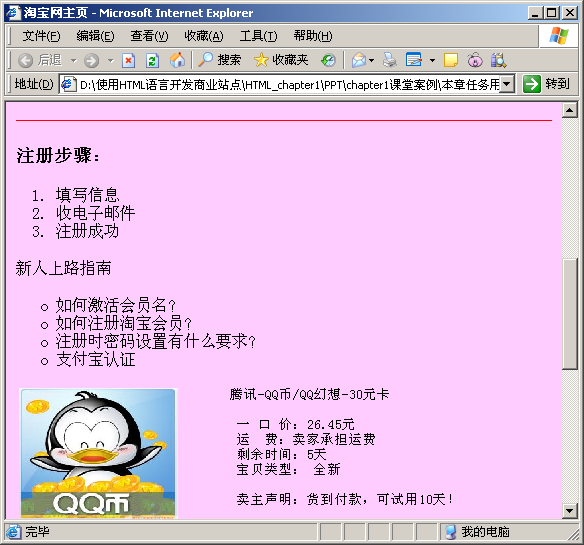 淘宝网主页 - Microsoft Internet Explorer
文件(F) 编辑(E) 查看(V) 收藏(A) 工具(T) 帮助(H)
后退 搜索 收藏夹
地址(D) D:\使用HTML语言开发商业站点\HTML_chapter1\PPT\chapter1课堂案例\本章任务用 转到
注册步骤：
1. 填写信息
2. 收电子邮件
3. 注册成功
新人上路指南
如何激活会员名？
如何注册淘宝会员？
注册时密码设置有什么要求？
支付宝认证
QQ币
腾讯-QQ币/QQ幻想-30元卡
一 口 价：26.45元
运 费：卖家承担运费
剩余时间：5天
宝贝类型： 全新
卖主声明：货到付款，可试用10天！
完毕 我的电脑